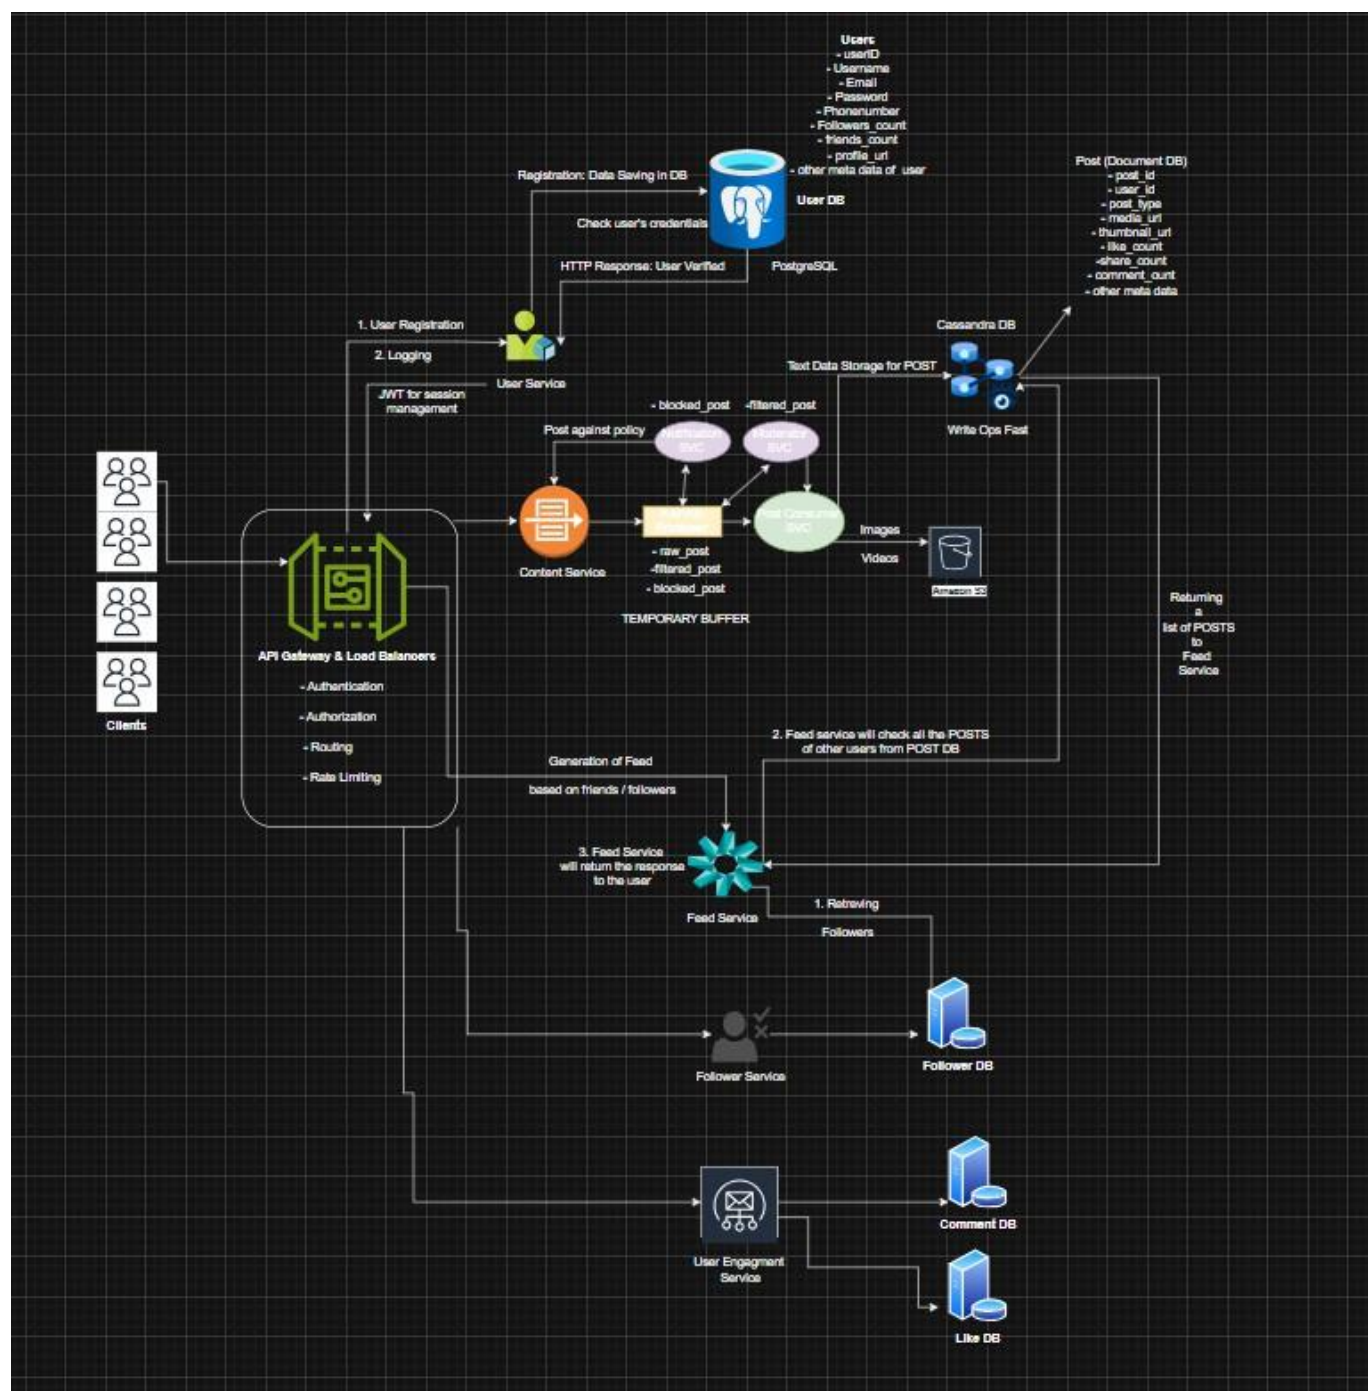 Users
- userID
- Username
- Email
- Password
- Phonenumber
- Followers_count
- friends_count
- profile_url
- other meta data of user
User DB
PostgreSQL
Registration: Data Saving in DB
Check user's credentials
HTTP Response: User Verified
Post (Document DB)
- post_id
- user_id
- post_type
- media_url
- thumbnail_url
- like_count
-share_count
- comment_ount
- other meta data
1. User Registration
2. Logging
User Service
JWT for session
management
Cassandra DB
Text Data Storage for POST
Write Ops Fast
- blocked_post
-filtered_post
Post against policy
SVC
SVC
Post Consumer
SVC
Content Service
- raw_post
-filtered_post
- blocked_post
TEMPORARY BUFFER
Images
Videos
Amazon S3
Clients
API Gateway & Load Balancers
- Authentication
- Authorization
- Routing
- Rate Limiting
Returning
a
list of POSTS
to
Feed
Service
2. Feed service will check all the POSTS
of other users from POST DB
Generation of Feed
based on friends / followers
3. Feed Service
will return the response
to the user
Feed Service
1. Retreving
Followers
Follower Service
Follower DB
User Engagment
Service
Comment DB
Like DB